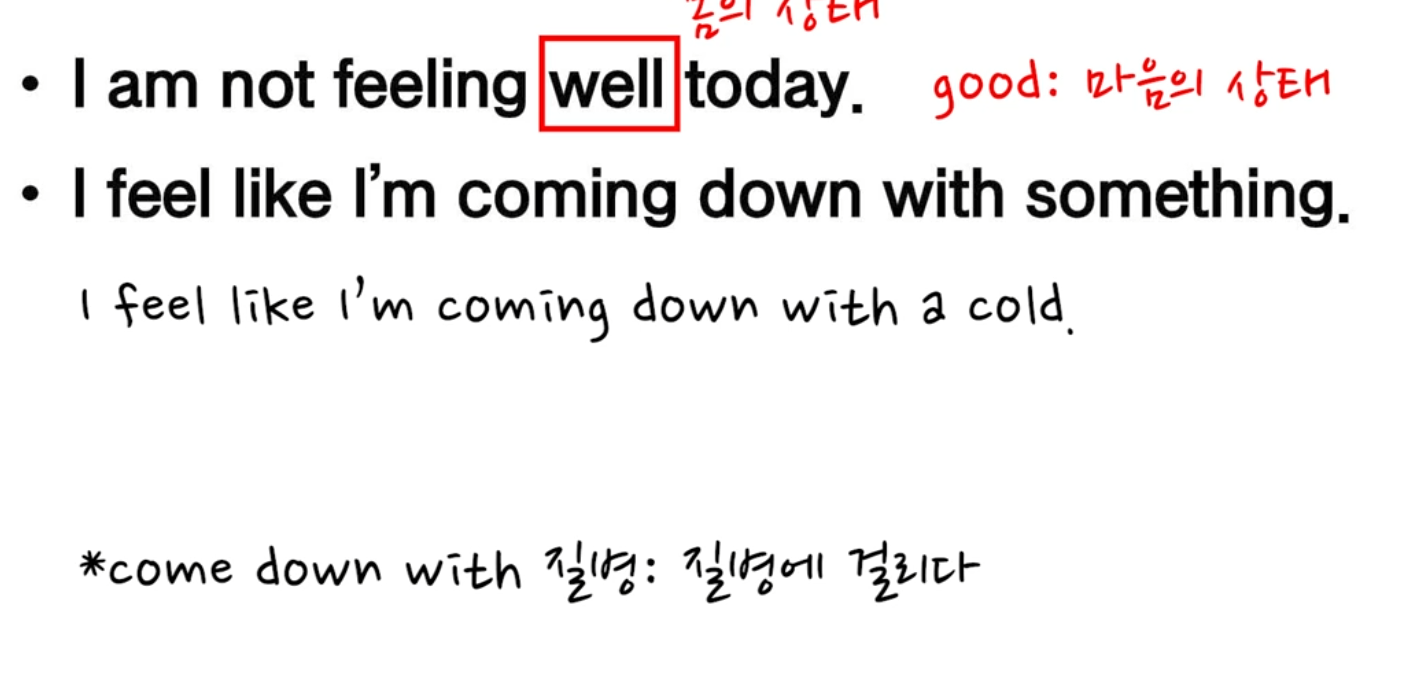 몸의 상태
• I am not feeling well today. good: 마음의 상태
• I feel like I'm coming down with something.
I feel like I'm coming down with a cold.
*come down with 질병: 질병에 걸리다